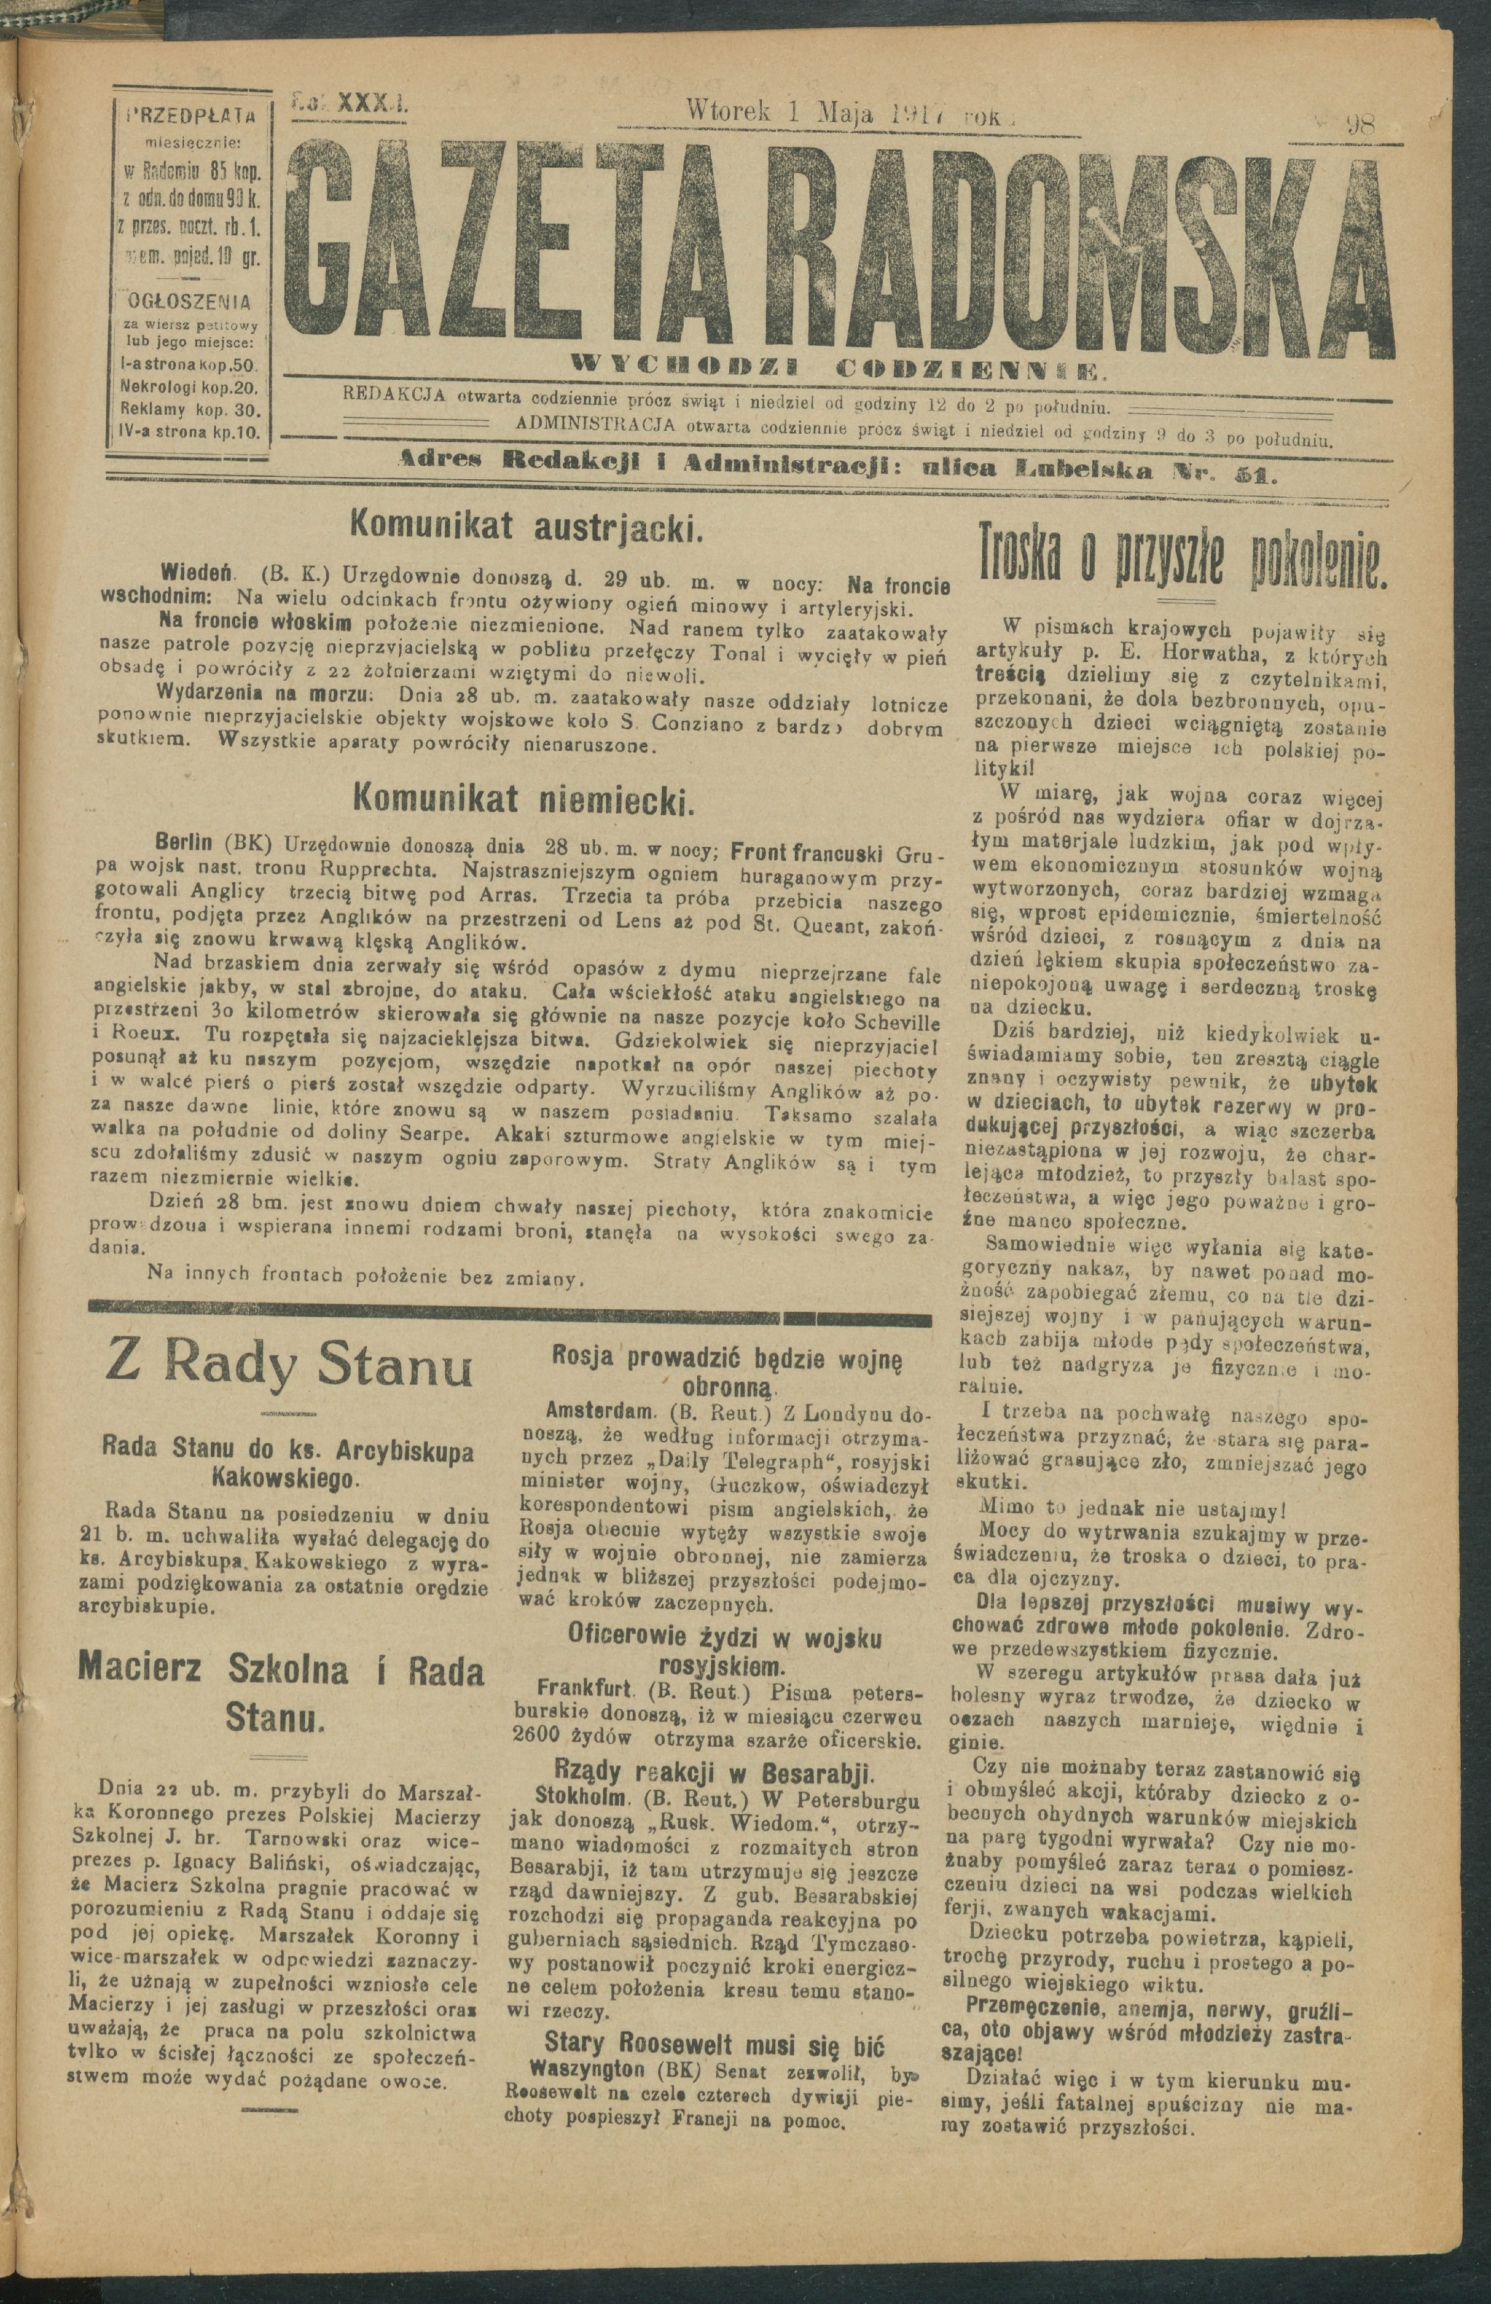 PRZEDPŁATA
miesięcznie:
w Radomiu 85 kop.
z odn. do domu 90 k.
z przes. poczt. rb. 1.
pojed. 10 gr.
OGŁOSZENIA
za wiersz petitowy
lub jego miejsce:
I-a strona kop. 50.
Nekrologi kop. 20.
Reklamy kop. 30.
IV-a strona kp. 10.
Rok
Wtorek 1 Maja 1917 rok
98
GAZETA RADOMSKA
WYCHODZI CODZIENNIE.
REDAKCJA otwarta codziennie prócz świąt i niedziel od godziny 12 do 2 po południu.
ADMINISTRACJA otwarta codziennie prócz świąt i niedziel od godziny 9 do 3 po południu.
Adres Redakcji i Administracji: ulica Lubelska Nr. 51.
Komunikat austrjacki.
Wiedeń. (B. K.) Urzędownie donoszą d. 29 ub. m. w nocy: Na froncie
wschodnim: Na wielu odcinkach frontu ożywiony ogień minowy i artyleryjski.
Na froncie włoskim położenie niezmienione. Nad ranem tylko zaatakowały
nasze patrole pozycję nieprzyjacielską w pobliżu przełęczy Tonal i wycięły w pień
obsadę i powróciły z 22 żołnierzami wziętymi do niewoli.
Wydarzenia na morzu: Dnia 28 ub. m. zaatakowały nasze oddziały lotnicze
ponownie nieprzyjacielskie objekty wojskowe koło S. Conziano z bardzo dobrym
skutkiem. Wszystkie aparaty powróciły nienaruszone.
Komunikat niemiecki.
Berlin (BK) Urzędownie donoszą dnia 28 ub. m. w nocy; Front francuski Gru-
pa wojsk nast. tronu Rupprechta. Najstraszniejszym ogniem huraganowym przy-
gotowali Anglicy trzecią bitwę pod Arras. Trzecia ta próba przebicia naszego
frontu, podjęta przez Anglików na przestrzeni od Lens aż pod St. Queant, zakoń-
czyła się znowu krwawą klęską Anglików.
Nad brzaskiem dnia zerwały się wśród opasów z dymu nieprzejrzane fale
angielskie jakby, w stal zbrojne, do ataku. Cała wściekłość ataku angielskiego na
przestrzeni 30 kilometrów skierowała się głównie na nasze pozycje koło Scheville
i Roeux. Tu rozpętała się najzacieklejsza bitwa. Gdziekolwiek się nieprzyjaciel
posunął aż ku naszym pozycjom, wszędzie napotkał na opór naszej piechoty
i w walce pierś o pierś został wszędzie odparty. Wyrzuciliśmy Anglików aż po-
za nasze dawne linie, które znowu są w naszem posiadaniu. Taksamo szalała
walka na południe od doliny Searpe. Akaki szturmowe angielskie w tym miej-
scu zdołaliśmy zdusić w naszym ogniu zaporowym. Straty Anglików są i tym
razem niezmiernie wielkie.
Dzień 28 bm. jest znowu dniem chwały naszej piechoty, która znakomicie
prowadzona i wspierana innemi rodzami broni, stanęła na wysokości swego za-
dania.
Na innych frontach położenie bez zmiany.
Z Rady Stanu
Rada Stanu do ks. Arcybiskupa
Kakowskiego.
Rada Stanu na posiedzeniu w dniu
21 b. m. uchwaliła wysłać delegację do
ks. Arcybiskupa Kakowskiego z wyra-
zami podziękowania za ostatnie orędzie
arcybiskupie.
Macierz Szkolna i Rada
Stanu.
Dnia 22 ub. m. przybyli do Marszał-
ka Koronnego prezes Polskiej Macierzy
Szkolnej J. hr. Tarnowski oraz wice-
prezes p. Ignacy Baliński, oświadczając,
że Macierz Szkolna pragnie pracować w
porozumieniu z Radą Stanu i oddaje się
pod jej opiekę. Marszałek Koronny i
wice-marszałek w odpowiedzi zaznaczy-
li, że uznają w zupełności wzniosłe cele
Macierzy i jej zasługi w przeszłości oraz
uważają, że praca na polu szkolnictwa
tylko w ścisłej łączności ze społeczeń-
stwem może wydać pożądane owoce.
Rosja prowadzić będzie wojnę
obronną.
Amsterdam. (B. Reut.) Z Londynu do-
noszą, że według informacji otrzyma-
nych przez „Daily Telegraph“, rosyjski
minister wojny, Guczkow, oświadczył
korespondentowi pism angielskich, że
Rosja obecnie wytęży wszystkie swoje
siły w wojnie obronnej, nie zamierza
jednak w bliższej przyszłości podejmo-
wać kroków zaczepnych.
Oficerowie żydzi w wojsku
rosyjskiem.
Frankfurt. (B. Reut.) Pisma peters-
burskie donoszą, iż w miesiącu czerwcu
2600 żydów otrzyma szarże oficerskie.
Rządy reakcji w Besarabji.
Stokholm. (B. Reut.) W Petersburgu
jak donoszą „Rusk. Wiedom.“, otrzy-
mano wiadomości z rozmaitych stron
Besarabji, iż tam utrzymuje się jeszcze
rząd dawniejszy. Z gub. Besarabskiej
rozchodzi się propaganda reakcyjna po
guberniach sąsiednich. Rząd Tymczaso-
wy postanowił poczynić kroki energicz-
ne celem położenia kresu temu stano-
wi rzeczy.
Stary Roosewelt musi się bić
Waszyngton (BK) Senat zezwolił, by
Roosewelt na czele czterech dywizji pie-
choty pospieszył Francji na pomoc.
Troska o przyszłe pokolenie.
W pismach krajowych pojawiły się
artykuły p. E. Horwatha, z których
treścią dzielimy się z czytelnikami,
przekonani, że dola bezbronnych, opu-
szczonych dzieci wciągniętą zostanie
na pierwsze miejsce ich polskiej po-
lityki!
W miarę, jak wojna coraz więcej
z pośród nas wydziera ofiar w dojrza-
łym materjale ludzkim, jak pod wpły-
wem ekonomicznym stosunków wojną
wytworzonych, coraz bardziej wzmaga
się, wprost epidemicznie, śmiertelność
wśród dzieci, z rosnącym z dnia na
dzień lękiem skupia społeczeństwo za-
niepokojoną uwagę i serdeczną troskę
na dziecku.
Dziś bardziej, niż kiedykolwiek u-
świadamiamy sobie, ten zresztą ciągle
znany i oczywisty pewnik, że ubytek
w dzieciach, to ubytek rezerwy w pro-
dukującej przyszłości, a wiąc szczerba
niezastąpiona w jej rozwoju, że char-
lejąca młodzież, to przyszły balast spo-
łeczeństwa, a więc jego poważne i gro-
źne manco społeczne.
Samowiednie więc wyłania się kate-
goryczny nakaz, by nawet ponad mo-
żność zapobiegać złemu, co na tle dzi-
siejszej wojny i w panujących warun-
kach zabija młode pędy społeczeństwa,
lub też nadgryza je fizycznie i mo-
ralnie.
I trzeba na pochwałę naszego spo-
łeczeństwa przyznać, że stara się para-
liżować grasujące zło, zmniejszać jego
skutki.
Mimo to jednak nie ustajmy!
Mocy do wytrwania szukajmy w prze-
świadczeniu, że troska o dzieci, to pra-
ca dla ojczyzny.
Dla lepszej przyszłości musiwy wy-
chować zdrowe młode pokolenie. Zdro-
we przedewszystkiem fizycznie.
W szeregu artykułów prasa dała już
bolesny wyraz trwodze, że dziecko w
oczach naszych marnieje, więdnie i
ginie.
Czy nie możnaby teraz zastanowić się
i obmyśleć akcji, któraby dziecko z o-
becnych ohydnych warunków miejskich
na parę tygodni wyrwała? Czy nie mo-
żnaby pomyśleć zaraz teraz o pomiesz-
czeniu dzieci na wsi podczas wielkich
ferji, zwanych wakacjami.
Dziecku potrzeba powietrza, kąpieli,
trochę przyrody, ruchu i prostego a po-
silnego wiejskiego wiktu.
Przemęczenie, anemja, nerwy, gruźli-
ca, oto objawy wśród młodzieży zastra-
szające!
Działać więc i w tym kierunku mu-
simy, jeśli fatalnej spuścizny nie ma-
my zostawić przyszłości.